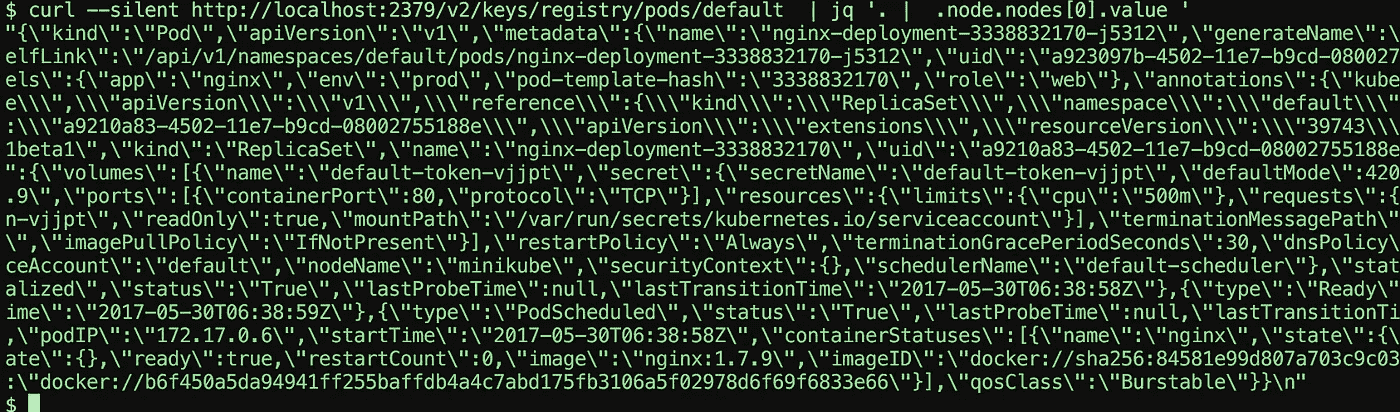 $ curl --silent http://localhost:2379/v2/keys/registry/pods/default  | jq '. |  .node.nodes[0].value '
"{\"kind\":\"Pod\",\"apiVersion\":\"v1\",\"metadata\":{\"name\":\"nginx-deployment-3338832170-j5312\",\"generateName\":\
elfLink\":\"/api/v1/namespaces/default/pods/nginx-deployment-3338832170-j5312\",\"uid\":\"a923097b-4502-11e7-b9cd-080027
els\":{\"app\":\"nginx\",\"env\":\"prod\",\"pod-template-hash\":\"3338832170\",\"role\":\"web\"},\"annotations\":{\"kube
e\\\",\\\"apiVersion\\\":\\\"v1\\\",\\\"reference\\\":{\\\"kind\\\":\\\"ReplicaSet\\\",\\\"namespace\\\":\\\"default\\\"
:\\\"a9210a83-4502-11e7-b9cd-08002755188e\\\",\\\"apiVersion\\\":\\\"extensions\\\",\\\"resourceVersion\\\":\\\"39743\\\
1beta1\",\"kind\":\"ReplicaSet\",\"name\":\"nginx-deployment-3338832170\",\"uid\":\"a9210a83-4502-11e7-b9cd-08002755188e
":{\"volumes\":[{\"name\":\"default-token-vjjpt\",\"secret\":{\"secretName\":\"default-token-vjjpt\",\"defaultMode\":420
.9\",\"ports\":[{\"containerPort\":80,\"protocol\":\"TCP\"}],\"resources\":{\"limits\":{\"cpu\":\"500m\"},\"requests\":{
n-vjjpt\",\"readOnly\":true,\"mountPath\":\"/var/run/secrets/kubernetes.io/serviceaccount\"}],\"terminationMessagePath\"
\",\"imagePullPolicy\":\"IfNotPresent\"}],\"restartPolicy\":\"Always\",\"terminationGracePeriodSeconds\":30,\"dnsPolicy\
ceAccount\":\"default\",\"nodeName\":\"minikube\",\"securityContext\":{},\"schedulerName\":\"default-scheduler\"},\"stat
alized\",\"status\":\"True\",\"lastProbeTime\":null,\"lastTransitionTime\":\"2017-05-30T06:38:58Z\"},{\"type\":\"Ready\"
ime\":\"2017-05-30T06:38:59Z\"},{\"type\":\"PodScheduled\",\"status\":\"True\",\"lastProbeTime\":null,\"lastTransitionTi
,\"podIP\":\"172.17.0.6\",\"startTime\":\"2017-05-30T06:38:58Z\",\"containerStatuses\":[{\"name\":\"nginx\",\"state\":{\
ate\":{},\"ready\":true,\"restartCount\":0,\"image\":\"nginx:1.7.9\",\"imageID\":\"docker://sha256:84581e99d807a703c9c03
:\"docker://b6f450a5da94941ff255baffdb4a4c7abd175fb3106a5f02978d6f69f6833e66\"}],\"qosClass\":\"Burstable\"}}\n"
$